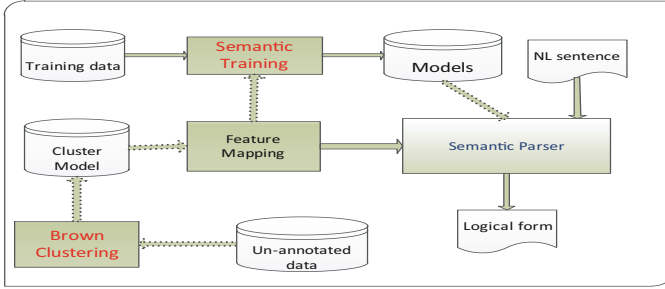 Training data
Semantic
Training
Models
NL sentence
Cluster
Model
Feature
Mapping
Semantic Parser
Brown
Clustering
Un-annotated
data
Logical form